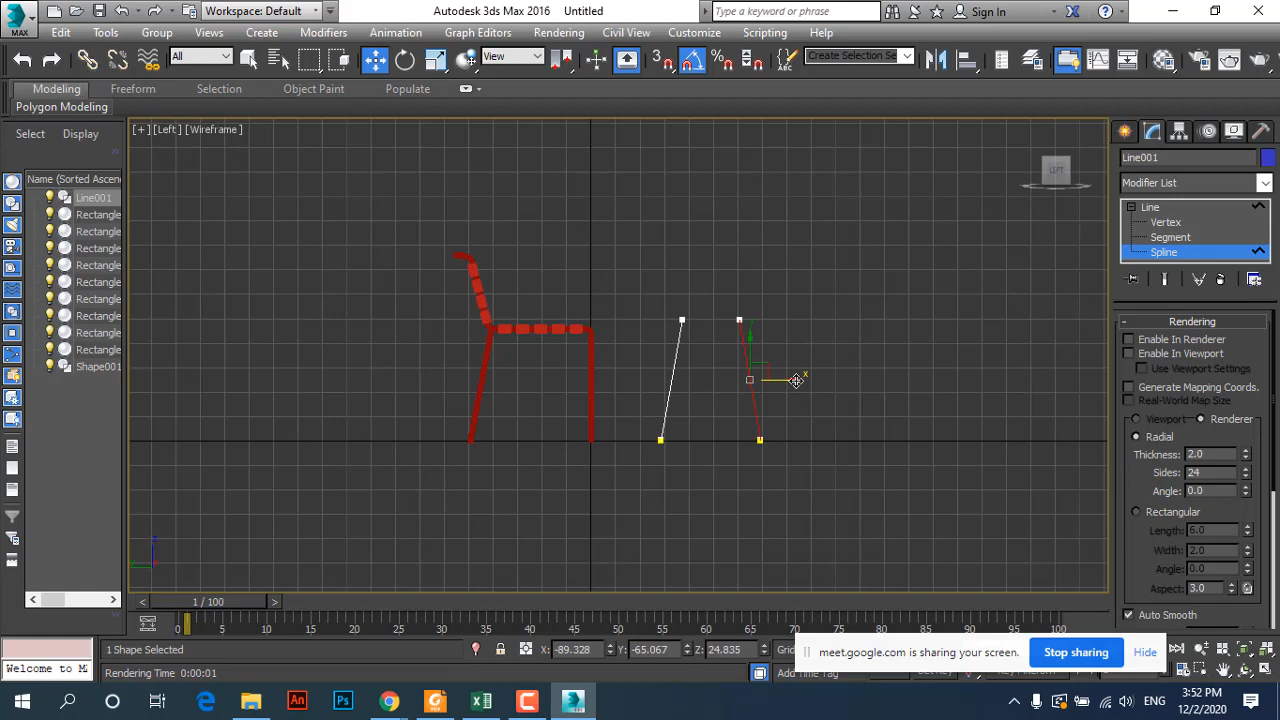 Workspace: Default
Autodesk 3ds Max 2016 Untitled
Type a keyword or phrase
Sign In
MAX
Edit Tools Group Views Create Modifiers Animation Graph Editors Rendering Civil View Customize Scripting Help
All
View
3
Create Selection Se
Modeling Freeform Selection Object Paint Populate
Polygon Modeling
Select Display
[+] [Left] [Wireframe]
Name (Sorted Ascen
Line001
Rectangle
Rectangle
Rectangle
Rectangle
Rectangle
Rectangle
Rectangle
Rectangle
Rectangle
Shape001
LEFT
x
z
Line001
Modifier List
Line
Vertex
Segment
Spline
Rendering
Enable In Renderer
Enable In Viewport
Use Viewport Settings
Generate Mapping Coords.
Real-World Map Size
Viewport Renderer
Radial
Thickness: 2.0
Sides: 24
Angle: 0.0
Rectangular
Length: 6.0
Width: 2.0
Angle: 0.0
Aspect: 3.0
Auto Smooth
1 / 100
0 5 10 15 20 25 30 35 40 45 50 55 60 65 70 75 80 85 90 95 100
1 Shape Selected
X: -89.328 Y: -65.067 Z: 24.835
Welcome to M
Rendering Time 0:00:01
meet.google.com is sharing your screen.
Stop sharing
Hide
An
Ps
ENG
3:52 PM
12/2/2020